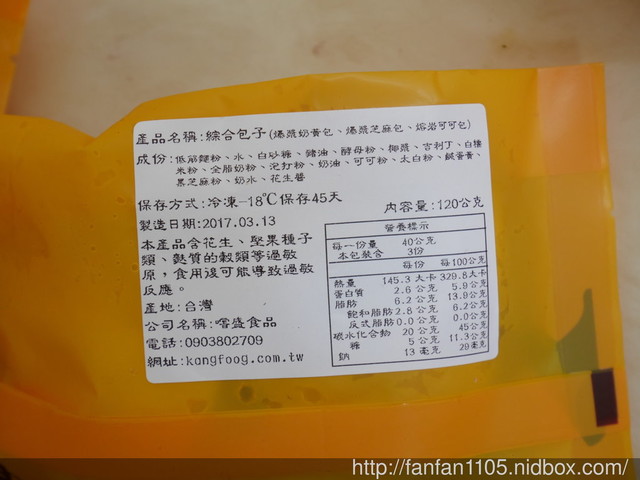 產品名稱:綜合包子(爆漿奶黃包、爆漿芝麻包、熔岩可可包)
成份:低筋麵粉、水、白砂糖、豬油、酵母粉、椰漿、吉利丁、白糯
米粉、全脂奶粉、泡打粉、奶油、可可粉、太白粉、鹹蛋黃、
黑芝麻粉、奶水、花生醬
保存方式:冷凍-18℃保存45天
內容量:120公克
製造日期:2017.03.13
本產品含花生、堅果種子
類、麩質的穀類等過敏
原,食用後可能導致過敏
反應。
產地:台灣
公司名稱:嚐盛食品
電話:0903802709
網址:kangfoog.com.tw
營養標示
每一份量 40公克
本包裝含 3份
每份 每100公克
熱量 145.3 大卡 329.8大卡
蛋白質 2.6 公克 5.9公克
脂肪 6.2 公克 13.9公克
飽和脂肪 2.8 公克 6.2公克
反式脂肪 0.0 公克 0.0公克
碳水化合物 20 公克 45公克
糖 5 公克 11.3公克
鈉 13 毫克 29毫克
http://fanfan1105.nidbox.com/